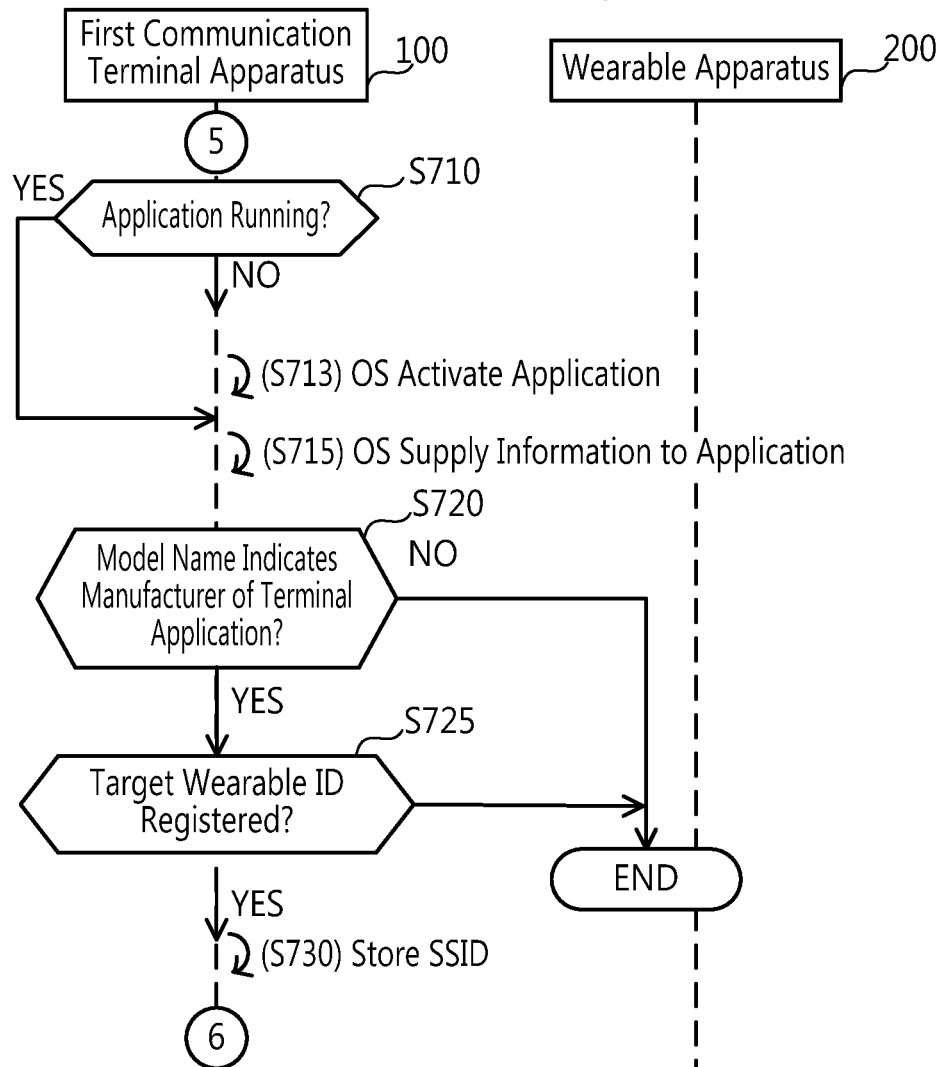 First Communication
Terminal Apparatus
100
Wearable Apparatus
200
5
S710
YES
Application Running?
NO
(S713) OS Activate Application
(S715) OS Supply Information to Application
S720
Model Name Indicates
Manufacturer of Terminal
Application?
NO
YES
S725
Target Wearable ID
Registered?
END
YES
(S730) Store SSID
6